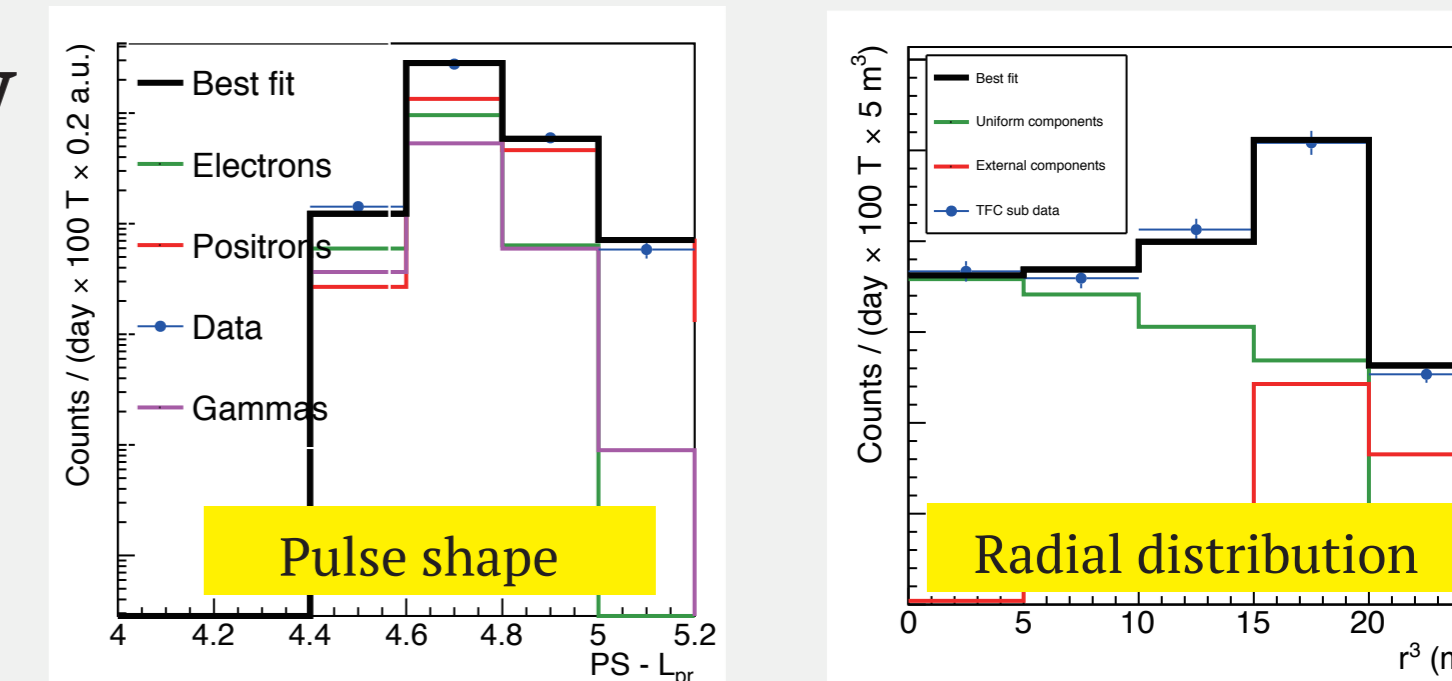 y
Counts / (day × 100 T × 0.2 a.u.)
Best fit
Electrons
Positrons
Data
Gammas
Pulse shape
4 4.2 4.4 4.6 4.8 5 5.2
PS - Lpr
Counts / (day × 100 T × 5 m³)
Best fit
Uniform components
External components
TFC sub data
Radial distribution
0 5 10 15 20
r³ (m